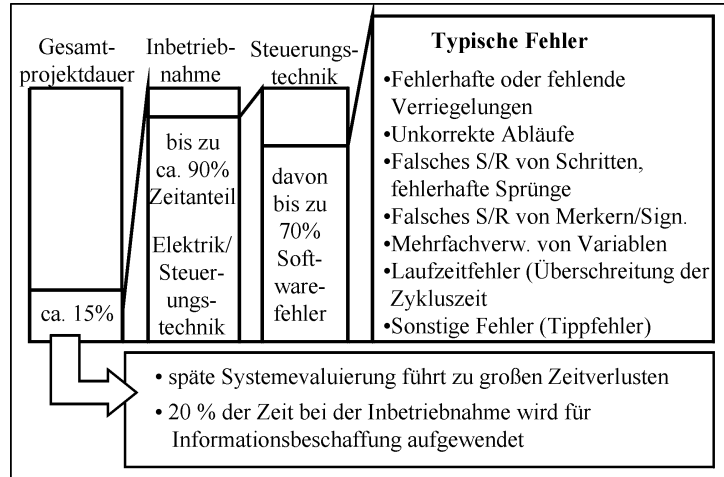 Gesamt-
projektdauer
Inbetrieb-
nahme
Steuerungs-
technik
ca. 15%
bis zu
ca. 90%
Zeitanteil
Elektrik/
Steuer-
ungs-
technik
davon
bis zu
70%
Soft-
ware-
fehler
Typische Fehler
•Fehlerhafte oder fehlende
Verriegelungen
•Unkorrekte Abläufe
•Falsches S/R von Schritten,
fehlerhafte Sprünge
•Falsches S/R von Merkern/Sign.
•Mehrfachverw. von Variablen
•Laufzeitfehler (Überschreitung der
Zykluszeit
•Sonstige Fehler (Tippfehler)
• späte Systemevaluierung führt zu großen Zeitverlusten
• 20 % der Zeit bei der Inbetriebnahme wird für
Informationsbeschaffung aufgewendet